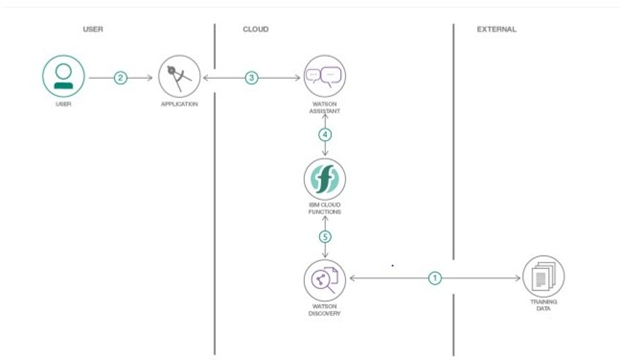 USER
CLOUD
EXTERNAL
2
3
USER
APPLICATION
WATSON
ASSISTANT
4
IBM CLOUD
FUNCTIONS
5
1
WATSON
DISCOVERY
TRAINING
DATA